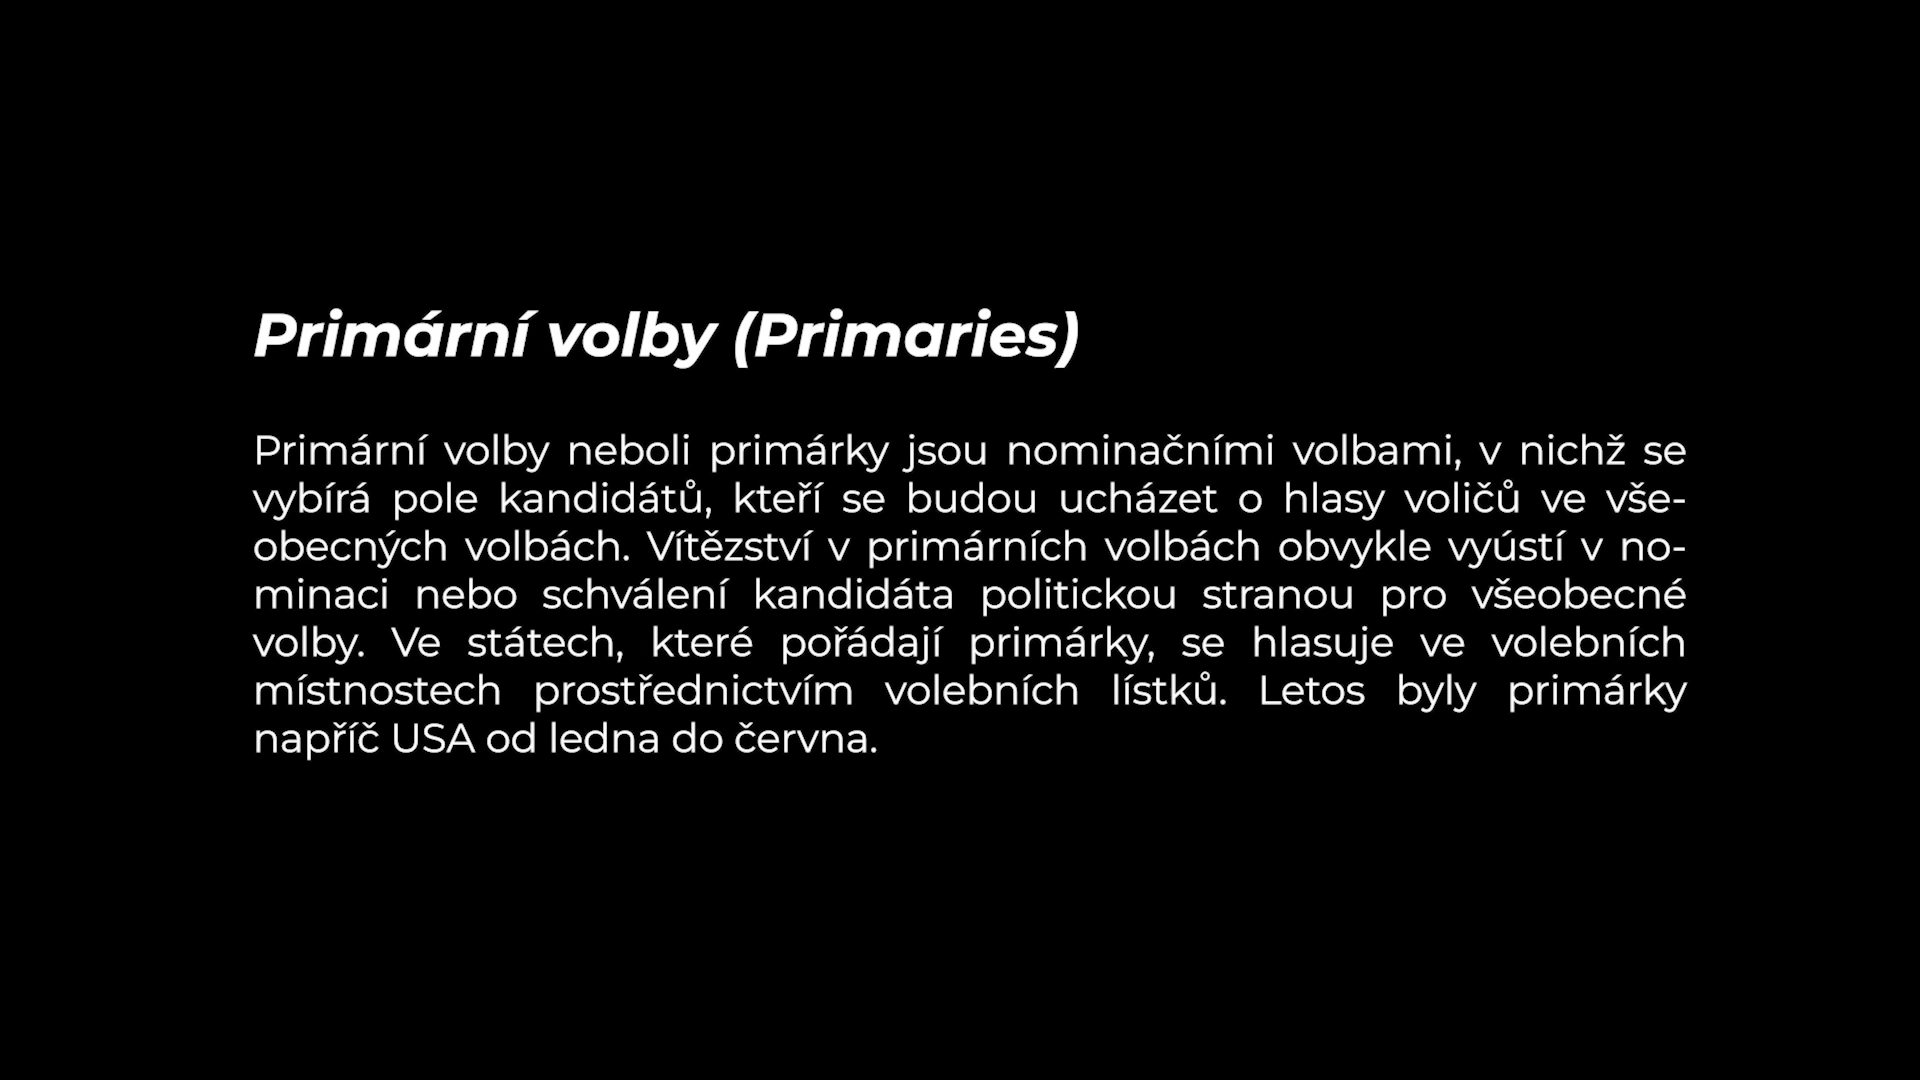 Primární volby (Primaries)
Primární volby neboli primárky jsou nominačními volbami, v nichž se
vybírá pole kandidátů, kteří se budou ucházet o hlasy voličů ve vše-
obecných volbách. Vítězství v primárních volbách obvykle vyústí v no-
minaci nebo schválení kandidáta politickou stranou pro všeobecné
volby. Ve státech, které pořádají primárky, se hlasuje ve volebních
místnostech prostřednictvím volebních lístků. Letos byly primárky
napříč USA od ledna do června.